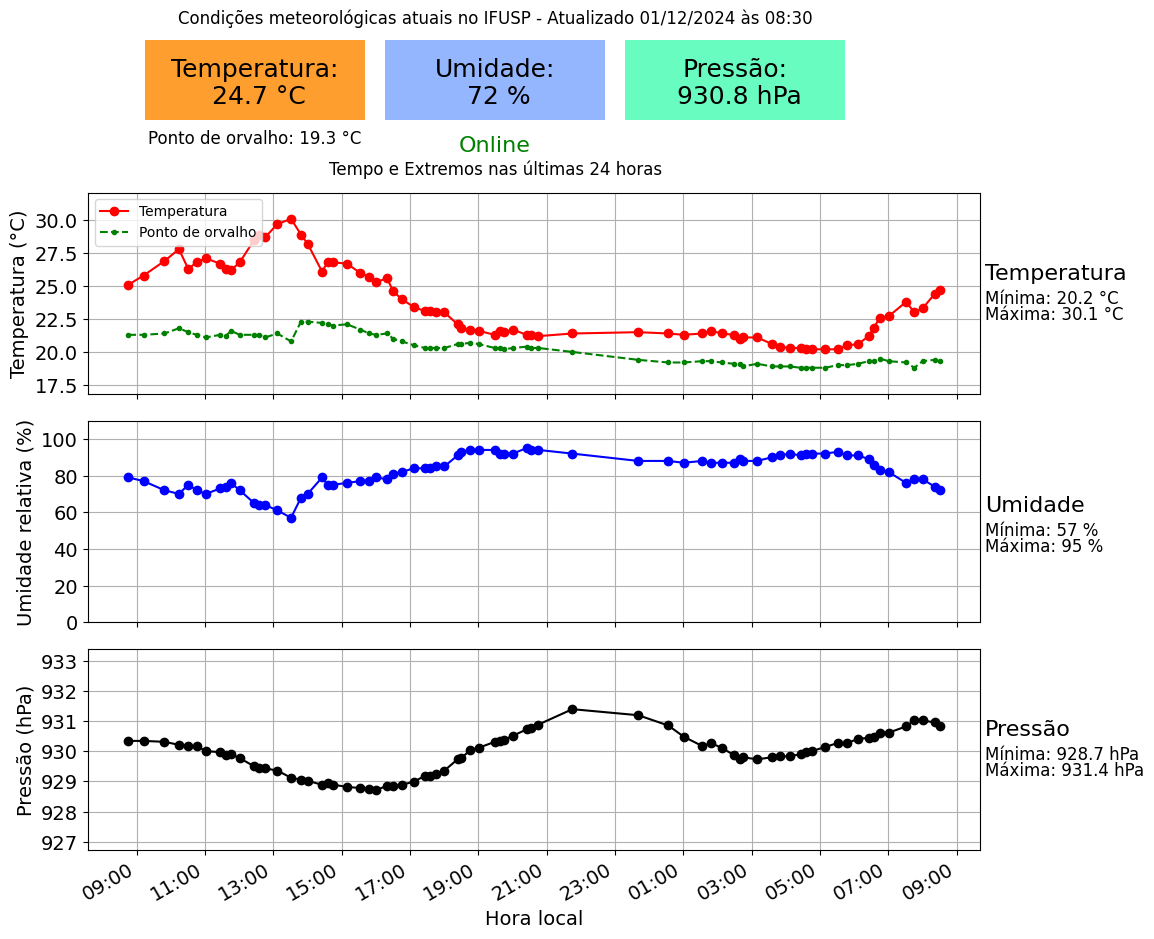 Condições meteorológicas atuais no IFUSP - Atualizado 01/12/2024 às 08:30
Temperatura:
24.7 °C
Umidade:
72 %
Pressão:
930.8 hPa
Ponto de orvalho: 19.3 °C
Online
Tempo e Extremos nas últimas 24 horas
Temperatura (°C)
30.0
27.5
25.0
22.5
20.0
17.5
Temperatura
Ponto de orvalho
Temperatura
Mínima: 20.2 °C
Máxima: 30.1 °C
Umidade relativa (%)
100
80
60
40
20
0
Umidade
Mínima: 57 %
Máxima: 95 %
Pressão (hPa)
933
932
931
930
929
928
927
Pressão
Mínima: 928.7 hPa
Máxima: 931.4 hPa
09:00
11:00
13:00
15:00
17:00
19:00
21:00
23:00
01:00
03:00
05:00
07:00
09:00
Hora local